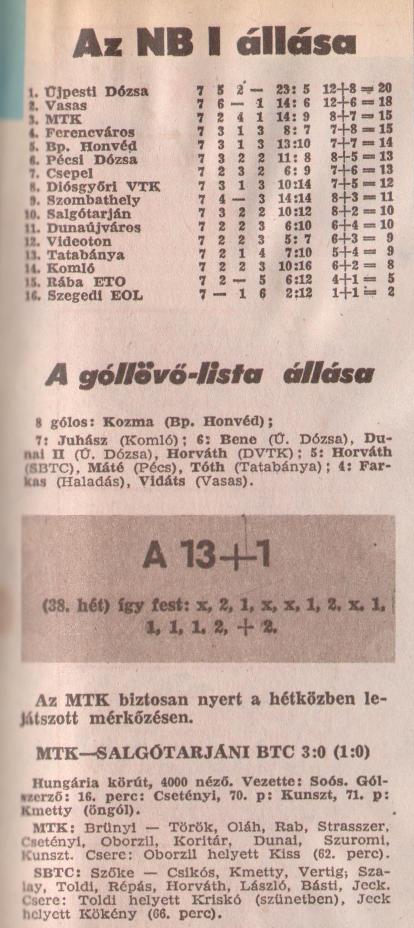 Az NB I állása
1. Újpesti Dózsa 7 5 2 — 23: 5 12+8 = 20
2. Vasas 7 6 — 1 14: 6 12+6 = 18
3. MTK 7 2 4 1 14: 9 8+7 = 15
4. Ferencváros 7 3 1 3 8: 7 7+8 = 15
5. Bp. Honvéd 7 3 1 3 13:10 7+7 = 14
6. Pécsi Dózsa 7 3 2 2 11: 8 8+5 = 13
7. Csepel 7 2 3 2 6: 9 7+6 = 13
8. Diósgyőri VTK 7 3 1 3 10:14 7+5 = 12
9. Szombathely 7 4 — 3 14:14 8+3 = 11
10. Salgótarján 7 3 2 2 10:12 8+2 = 10
11. Dunaújváros 7 2 2 3 6:10 6+4 = 10
12. Videoton 7 2 2 3 5: 7 6+3 = 9
13. Tatabánya 7 2 1 4 7:10 5+4 = 9
14. Komló 7 2 2 3 10:16 6+2 = 8
15. Rába ETO 7 2 — 5 6:12 4+1 = 5
16. Szegedi EOL 7 — 1 6 2:12 1+1 = 2
A góllövő-lista állása
8 gólos: Kozma (Bp. Honvéd);
7: Juhász (Komló); 6: Bene (Ú. Dózsa), Du-
nai II (Ú. Dózsa), Horváth (DVTK); 5: Horváth
(SBTC), Máté (Pécs), Tóth (Tatabánya); 4: Far-
kas (Haladás), Vidáts (Vasas).
A 13+1
(38. hét) így fest: x, 2, 1, x, x, 1, 2, x, 1,
1, 1, 1, 2, + 2.
Az MTK biztosan nyert a hétközben le-
játszott mérkőzésen.
MTK—SALGÓTARJÁNI BTC 3:0 (1:0)
Hungária körút, 4000 néző. Vezette: Soós. Gól-
szerző: 16. perc: Csetényi, 70. p: Kunszt, 71. p:
Kmetty (öngól).
MTK: Brünyi — Török, Oláh, Rab, Strasszer,
Csetényi, Oborzil, Koritár, Dunai, Szuromi,
Kunszt. Csere: Oborzil helyett Kiss (62. perc).
SBTC: Szőke — Csikós, Kmetty, Vertig, Sza-
lay, Toldi, Répás, Horváth, László, Básti, Jeck.
Csere: Toldi helyett Kriskó (szünetben), Jeck
helyett Kökény (66. perc).